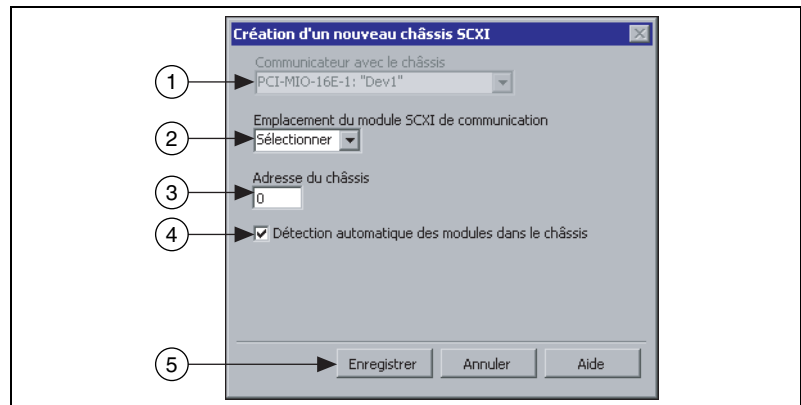 Création d'un nouveau châssis SCXI
Communicateur avec le châssis
1
PCI-MIO-16E-1: "Dev1"
Emplacement du module SCXI de communication
2
Sélectionner
Adresse du châssis
3
0
4
Détection automatique des modules dans le châssis
5
Enregistrer Annuler Aide